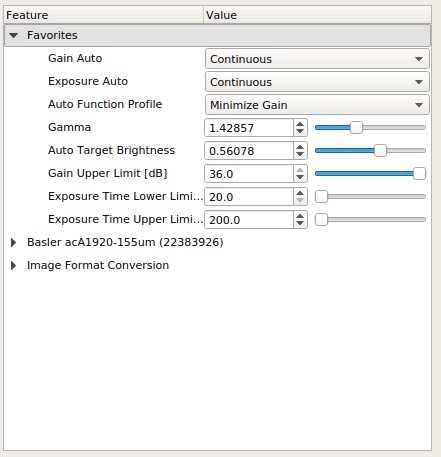 Feature Value
Favorites
Gain Auto Continuous
Exposure Auto Continuous
Auto Function Profile Minimize Gain
Gamma 1.42857
Auto Target Brightness 0.56078
Gain Upper Limit [dB] 36.0
Exposure Time Lower Limi... 20.0
Exposure Time Upper Limi... 200.0
Basler acA1920-155um (22383926)
Image Format Conversion